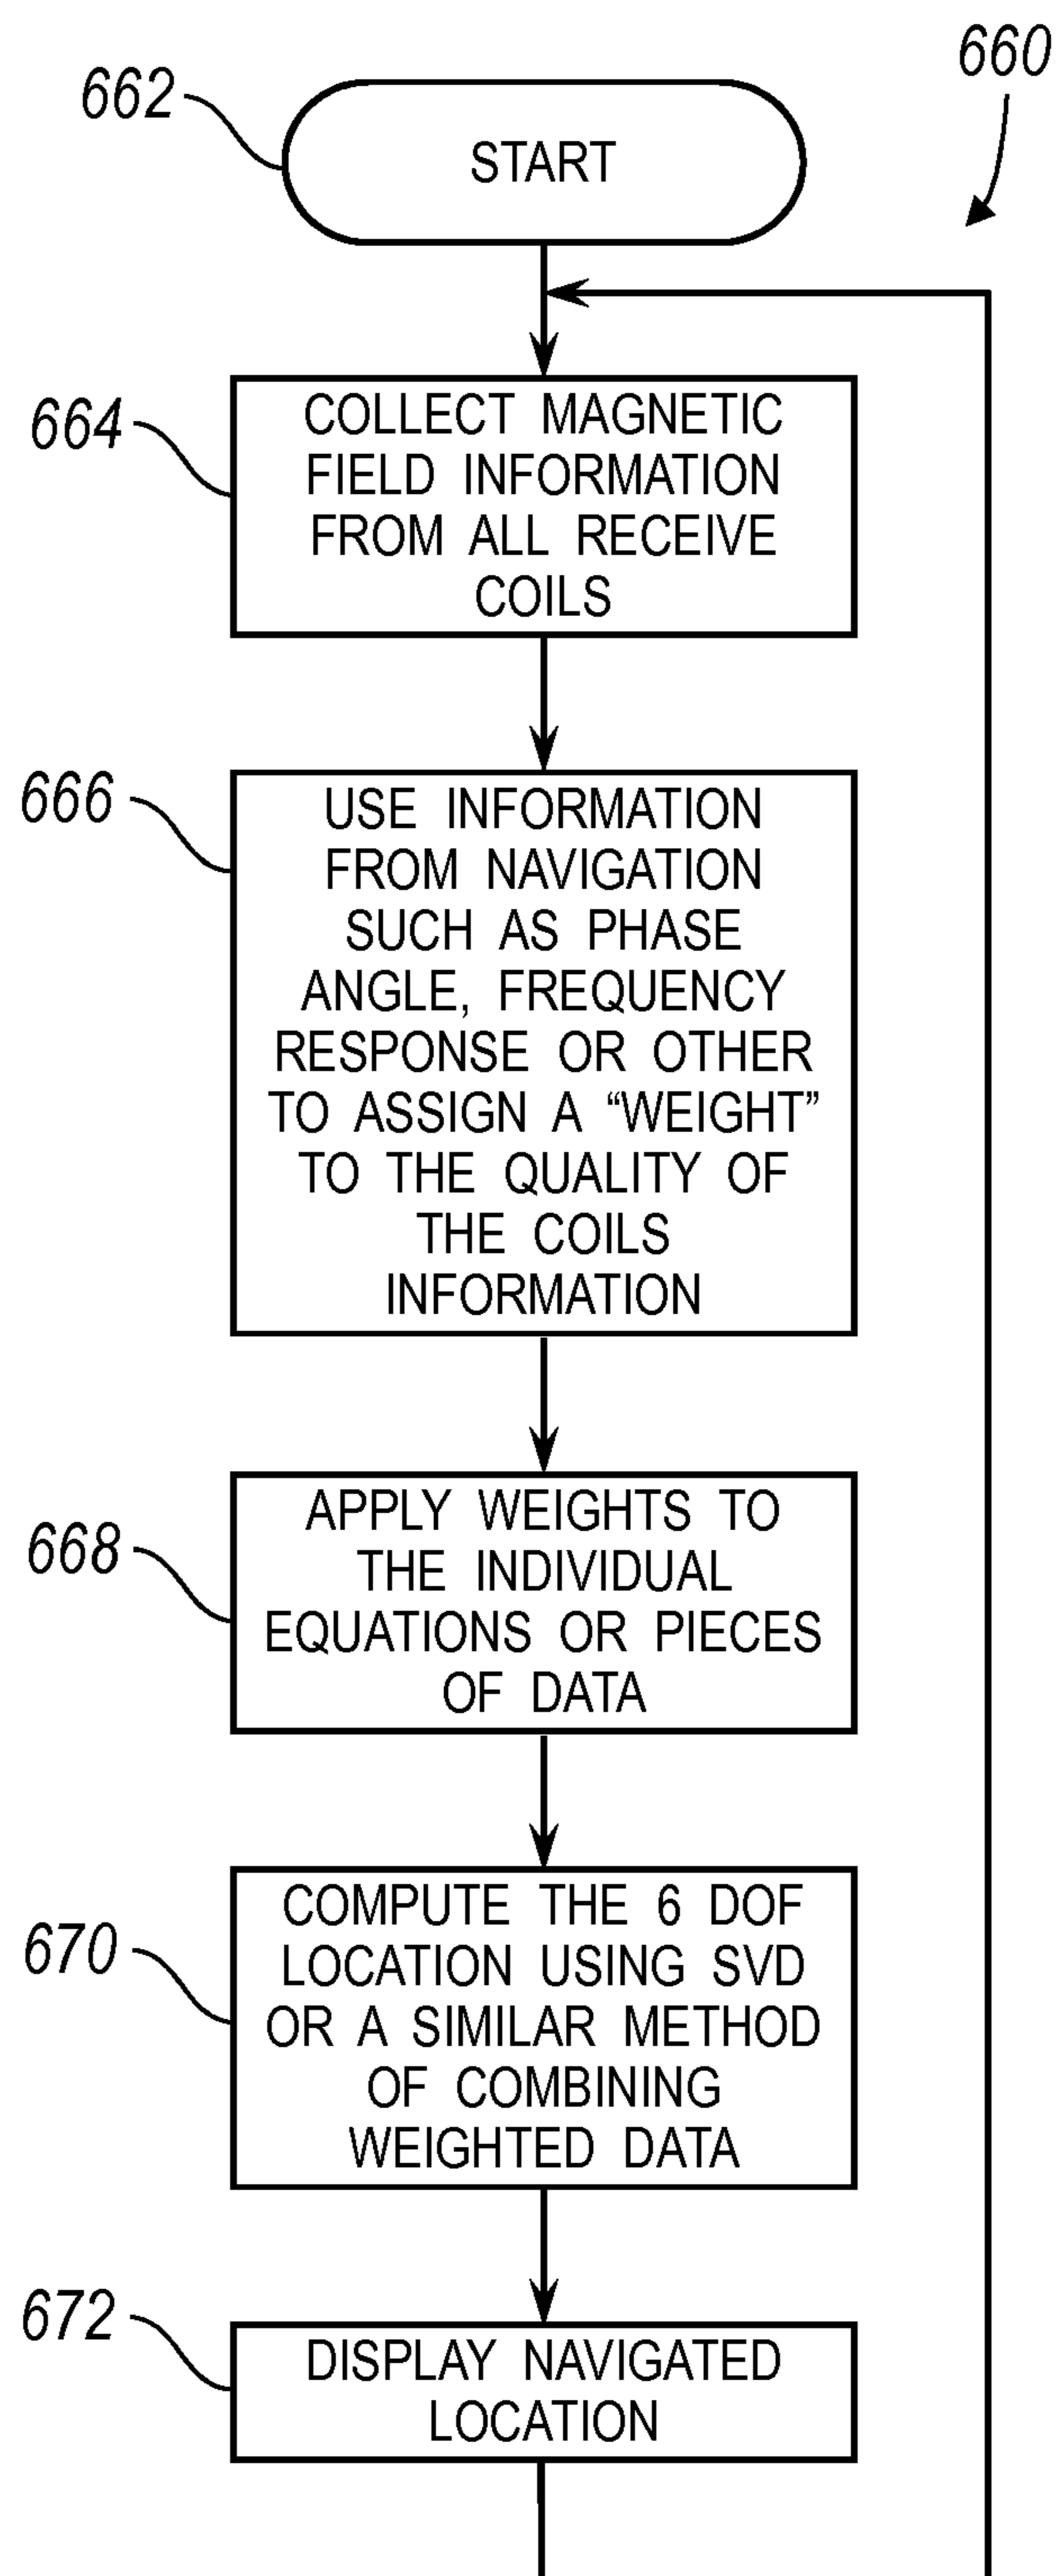 660
662
START
664
COLLECT MAGNETIC
FIELD INFORMATION
FROM ALL RECEIVE
COILS
666
USE INFORMATION
FROM NAVIGATION
SUCH AS PHASE
ANGLE, FREQUENCY
RESPONSE OR OTHER
TO ASSIGN A “WEIGHT”
TO THE QUALITY OF
THE COILS
INFORMATION
668
APPLY WEIGHTS TO
THE INDIVIDUAL
EQUATIONS OR PIECES
OF DATA
670
COMPUTE THE 6 DOF
LOCATION USING SVD
OR A SIMILAR METHOD
OF COMBINING
WEIGHTED DATA
672
DISPLAY NAVIGATED
LOCATION